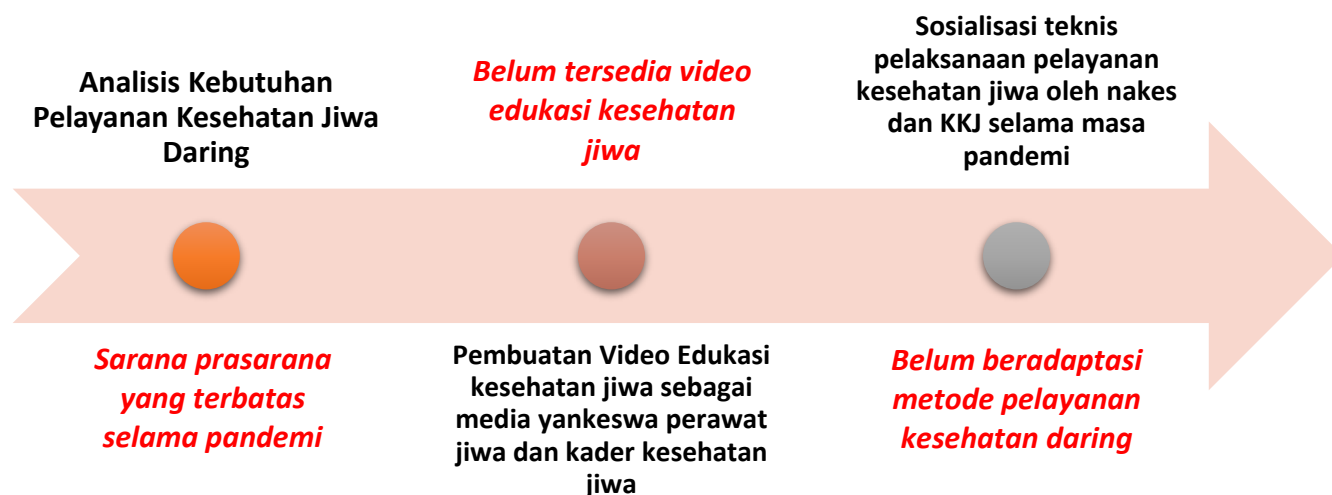 Analisis Kebutuhan
Pelayanan Kesehatan Jiwa
Daring
Sarana prasarana
yang terbatas
selama pandemi
Belum tersedia video
edukasi kesehatan
jiwa
Pembuatan Video Edukasi
kesehatan jiwa sebagai
media yankeswa perawat
jiwa dan kader kesehatan
jiwa
Sosialisasi teknis
pelaksanaan pelayanan
kesehatan jiwa oleh nakes
dan KKJ selama masa
pandemi
Belum beradaptasi
metode pelayanan
kesehatan daring